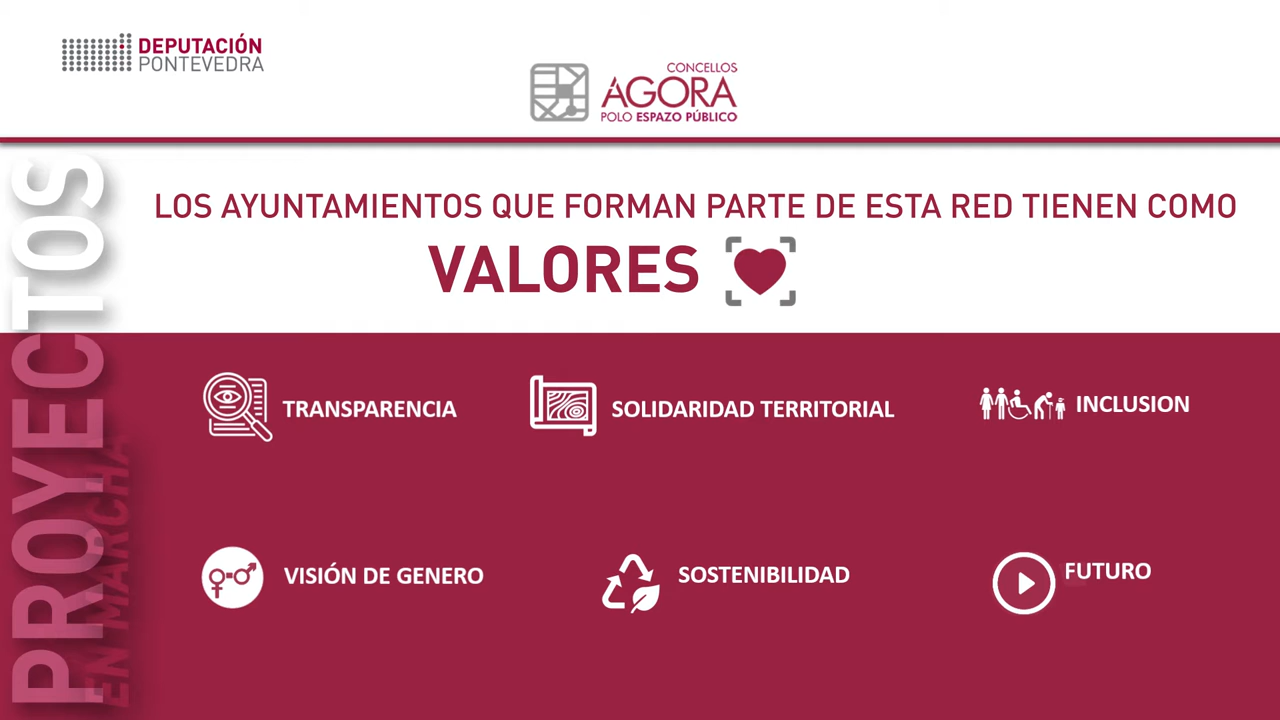 DEPUTACIÓN
PONTEVEDRA
CONCELLOS
ÁGORA
POLO ESPAZO PÚBLICO
LOS AYUNTAMIENTOS QUE FORMAN PARTE DE ESTA RED TIENEN COMO
VALORES
PROYECTOS
EN MARCHA
TRANSPARENCIA
SOLIDARIDAD TERRITORIAL
INCLUSION
VISIÓN DE GENERO
SOSTENIBILIDAD
FUTURO